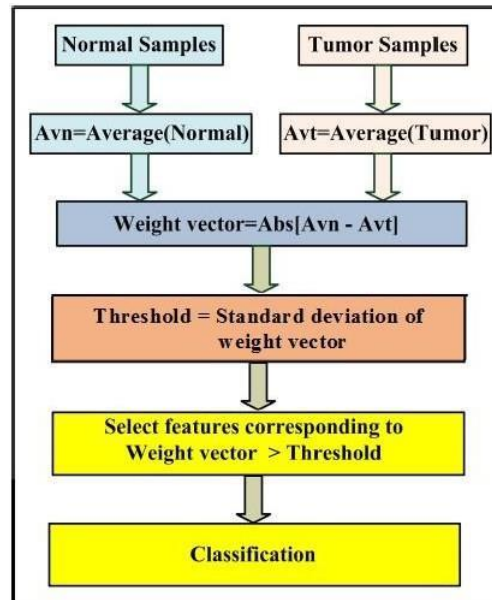 Normal Samples
Tumor Samples
Avn=Average(Normal)
Avt=Average(Tumor)
Weight vector=Abs[Avn - Avt]
Threshold = Standard deviation of
weight vector
Select features corresponding to
Weight vector > Threshold
Classification